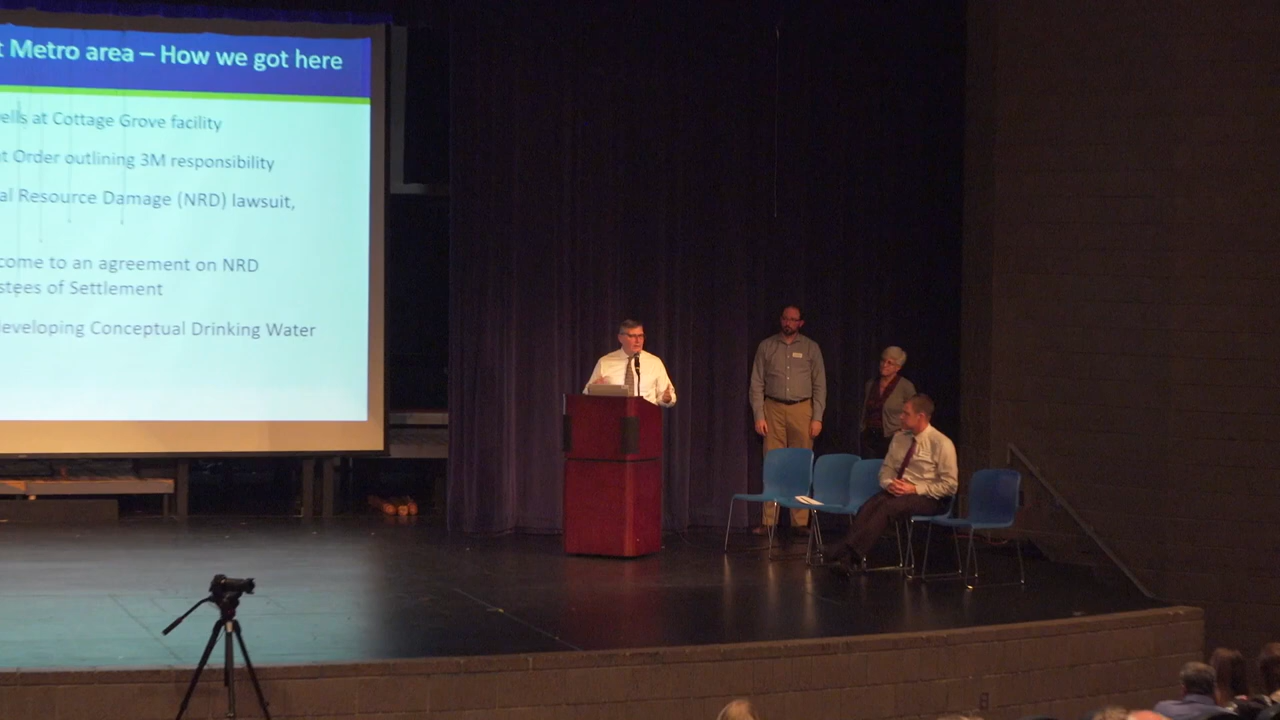 t Metro area – How we got here
ells at Cottage Grove facility
t Order outlining 3M responsibility
al Resource Damage (NRD) lawsuit,
come to an agreement on NRD
stees of Settlement
developing Conceptual Drinking Water